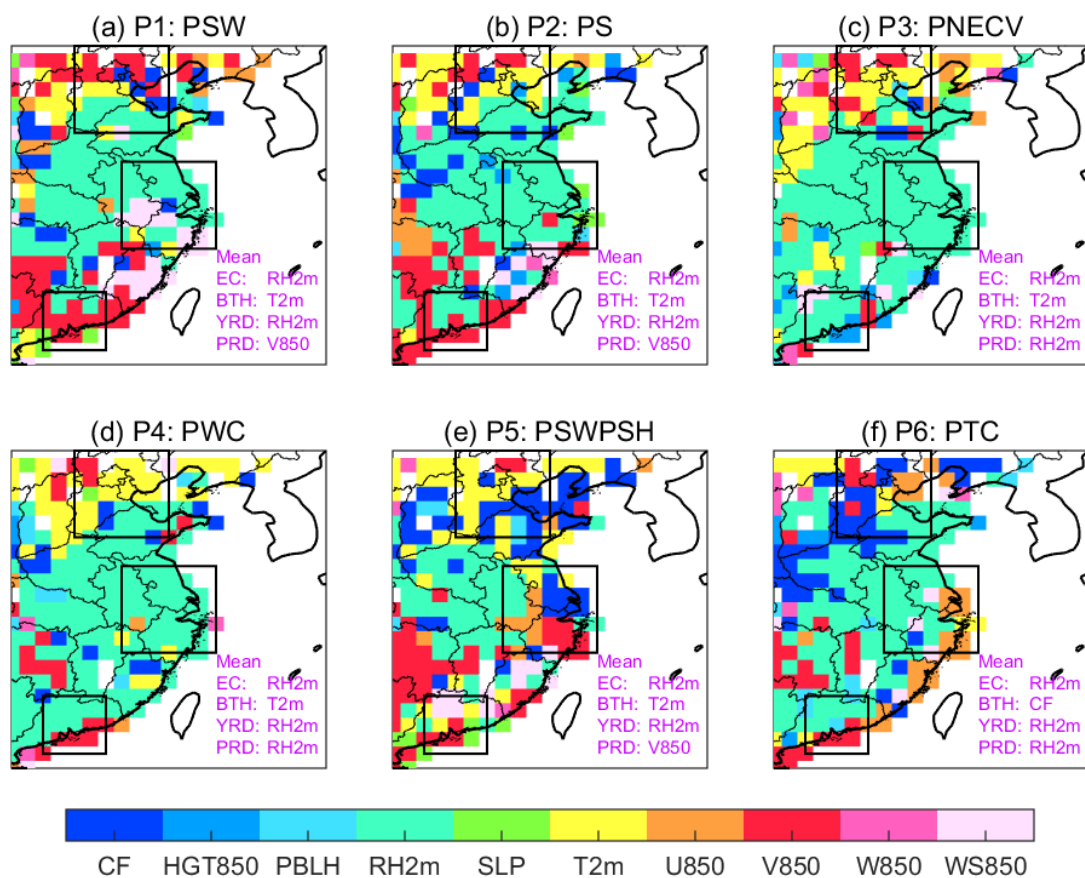 (a) P1: PSW
(b) P2: PS
(c) P3: PNECV
Mean
EC: RH2m
BTH: T2m
YRD: RH2m
PRD: V850
Mean
EC: RH2m
BTH: T2m
YRD: RH2m
PRD: V850
Mean
EC: RH2m
BTH: T2m
YRD: RH2m
PRD: RH2m
(d) P4: PWC
(e) P5: PSWPSH
(f) P6: PTC
Mean
EC: RH2m
BTH: T2m
YRD: RH2m
PRD: RH2m
Mean
EC: RH2m
BTH: T2m
YRD: RH2m
PRD: V850
Mean
EC: RH2m
BTH: CF
YRD: RH2m
PRD: RH2m
CF HGT850 PBLH RH2m SLP T2m U850 V850 W850 WS850